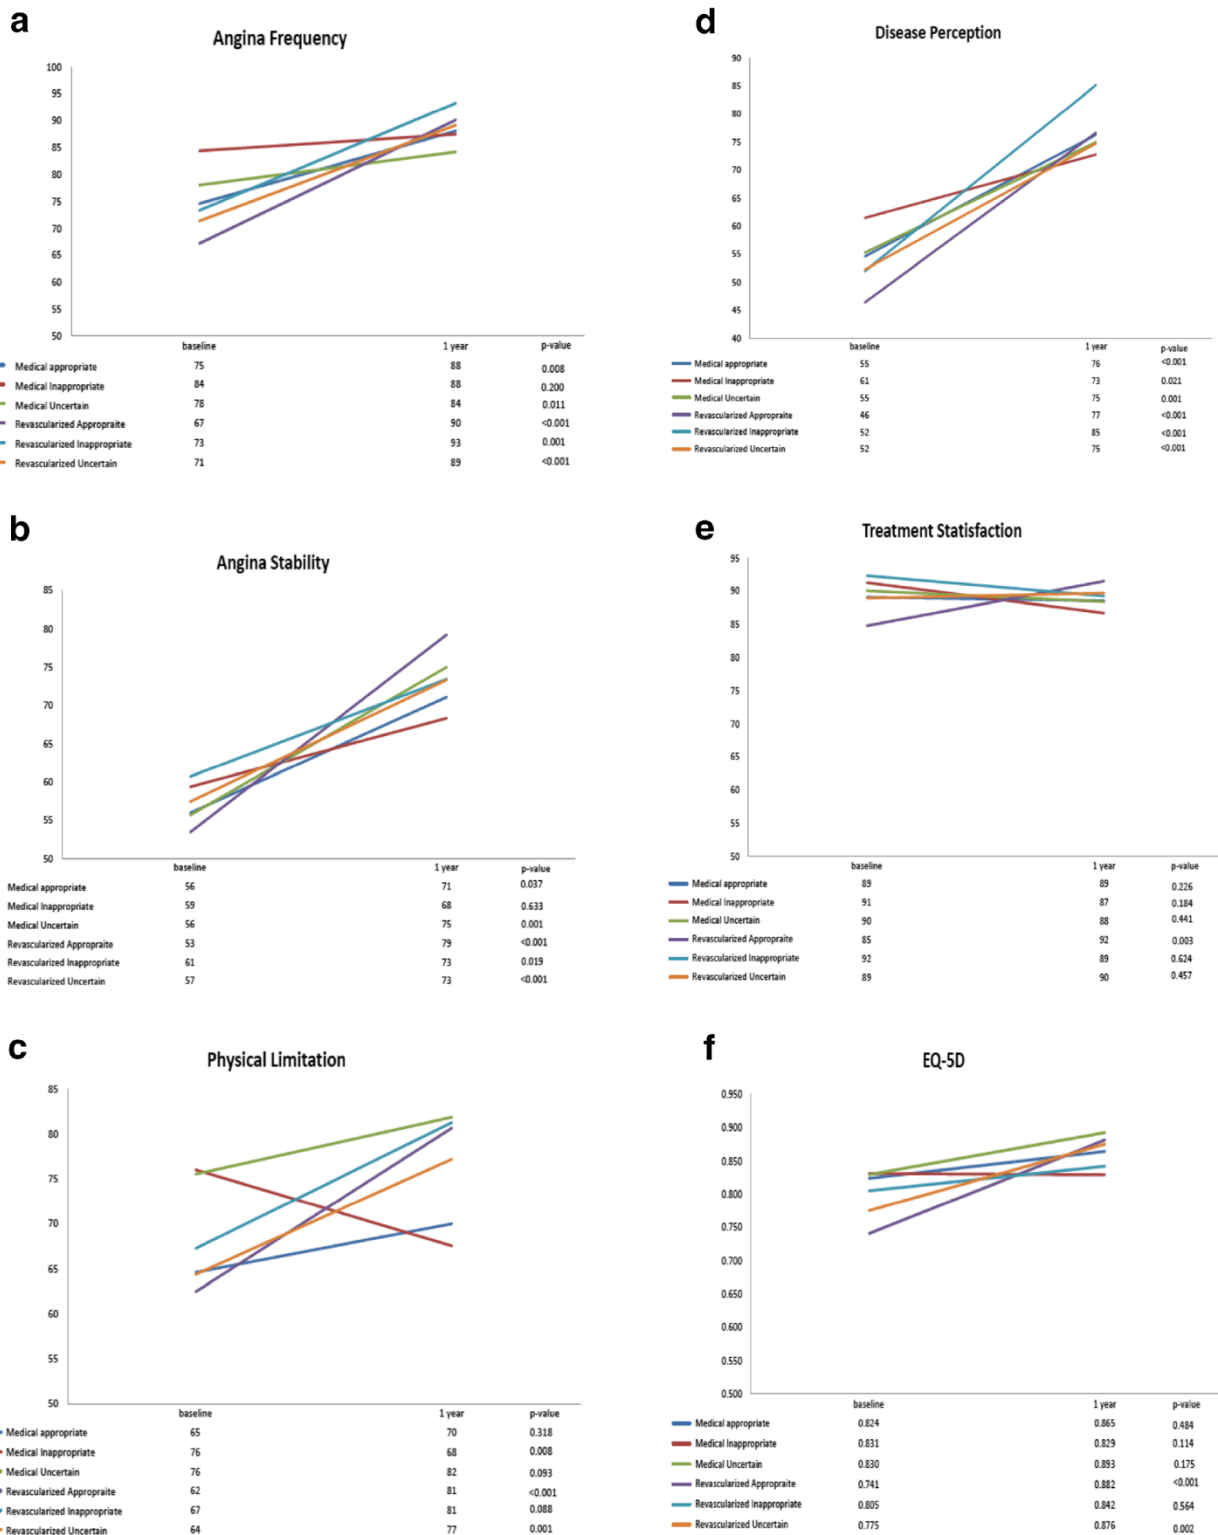 a
Angina Frequency
100
95
90
85
80
75
70
65
60
55
50
baseline 1 year p-value
Medical appropriate 75 88 0.008
Medical Inappropriate 84 88 0.200
Medical Uncertain 78 84 0.011
Revascularized Appropraite 67 90 <0.001
Revascularized Inappropriate 73 93 0.001
Revascularized Uncertain 71 89 <0.001
b
Angina Stability
85
80
75
70
65
60
55
50
baseline 1 year p-value
Medical appropriate 56 71 0.037
Medical Inappropriate 59 68 0.633
Medical Uncertain 56 75 0.001
Revascularized Appropraite 53 79 <0.001
Revascularized Inappropriate 61 73 0.019
Revascularized Uncertain 57 73 <0.001
c
Physical Limitation
85
80
75
70
65
60
55
50
baseline 1 year p-value
Medical appropriate 65 70 0.318
Medical Inappropriate 76 68 0.008
Medical Uncertain 76 82 0.093
Revascularized Appropraite 62 81 <0.001
Revascularized Inappropriate 67 81 0.088
Revascularized Uncertain 64 77 0.001
d
Disease Perception
90
85
80
75
70
65
60
55
50
45
40
baseline 1 year p-value
Medical appropriate 55 76 <0.001
Medical Inappropriate 61 73 0.021
Medical Uncertain 55 75 0.001
Revascularized Appropraite 46 77 <0.001
Revascularized Inappropriate 52 85 <0.001
Revascularized Uncertain 52 75 <0.001
e
Treatment Statisfaction
95
90
85
80
75
70
65
60
55
50
baseline 1 year p-value
Medical appropriate 89 89 0.226
Medical Inappropriate 91 87 0.184
Medical Uncertain 90 88 0.441
Revascularized Appropraite 85 92 0.003
Revascularized Inappropriate 92 89 0.624
Revascularized Uncertain 89 90 0.457
f
EQ-5D
0.950
0.900
0.850
0.800
0.750
0.700
0.650
0.600
0.550
0.500
baseline 1 year p-value
Medical appropriate 0.824 0.865 0.484
Medical Inappropriate 0.831 0.829 0.114
Medical Uncertain 0.830 0.893 0.175
Revascularized Appropraite 0.741 0.882 <0.001
Revascularized Inappropriate 0.805 0.842 0.564
Revascularized Uncertain 0.775 0.876 0.002